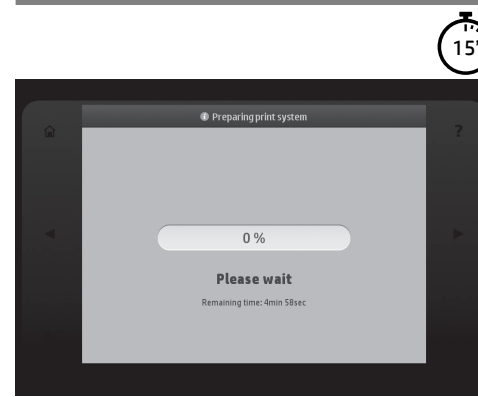 15'
Preparing print system
?
0 %
Please wait
Remaining time: 4min 58sec